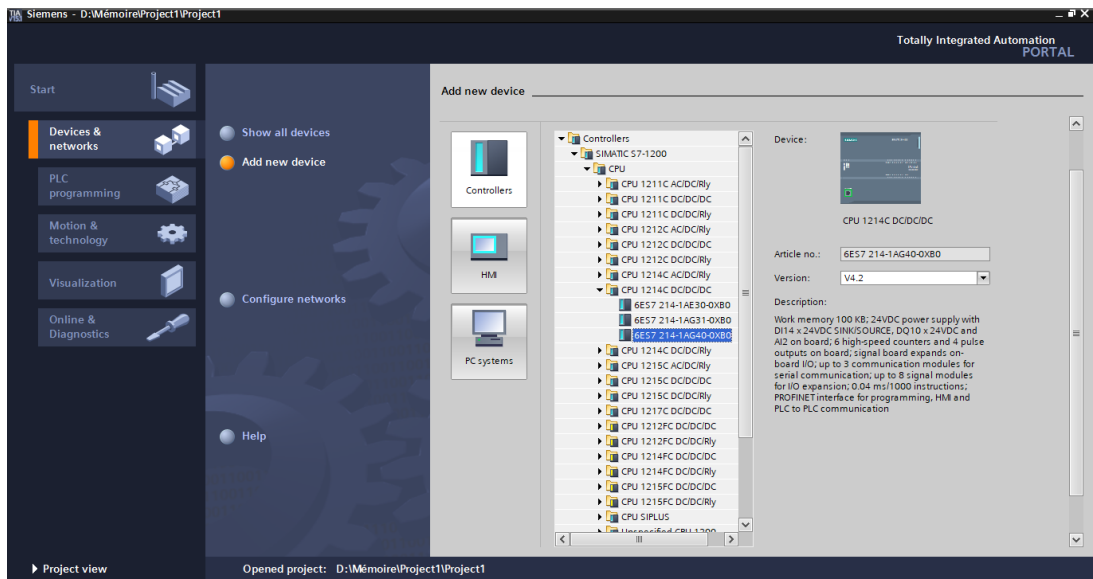 Siemens - D:\Mémoire\Project1\Project1
Totally Integrated Automation
PORTAL
Start
Devices & networks
PLC programming
Motion & technology
Visualization
Online & Diagnostics
Show all devices
Add new device
Configure networks
Help
Add new device
Controllers
HMI
PC systems
Controllers
SIMATIC S7-1200
CPU
CPU 1211C AC/DC/Rly
CPU 1211C DC/DC/DC
CPU 1211C DC/DC/Rly
CPU 1212C AC/DC/Rly
CPU 1212C DC/DC/DC
CPU 1212C DC/DC/Rly
CPU 1214C AC/DC/Rly
CPU 1214C DC/DC/DC
6ES7 214-1AE30-0XB0
6ES7 214-1AG31-0XB0
6ES7 214-1AG40-0XB0
CPU 1214C DC/DC/Rly
CPU 1215C AC/DC/Rly
CPU 1215C DC/DC/DC
CPU 1215C DC/DC/Rly
CPU 1217C DC/DC/DC
CPU 1212FC DC/DC/DC
CPU 1212FC DC/DC/Rly
CPU 1214FC DC/DC/DC
CPU 1214FC DC/DC/Rly
CPU 1215FC DC/DC/DC
CPU 1215FC DC/DC/Rly
CPU SIPLUS
Unspecified CPU 1200
Device:
CPU 1214C DC/DC/DC
Article no.: 6ES7 214-1AG40-0XB0
Version: V4.2
Description:
Work memory 100 KB; 24VDC power supply with
DI14 x 24VDC SINK/SOURCE, DQ10 x 24VDC and
AI2 on board; 6 high-speed counters and 4 pulse
outputs on board; signal board expands on-
board I/O; up to 3 communication modules for
serial communication; up to 8 signal modules
for I/O expansion; 0.04 ms/1000 instructions;
PROFINET interface for programming, HMI and
PLC to PLC communication
Project view
Opened project: D:\Mémoire\Project1\Project1